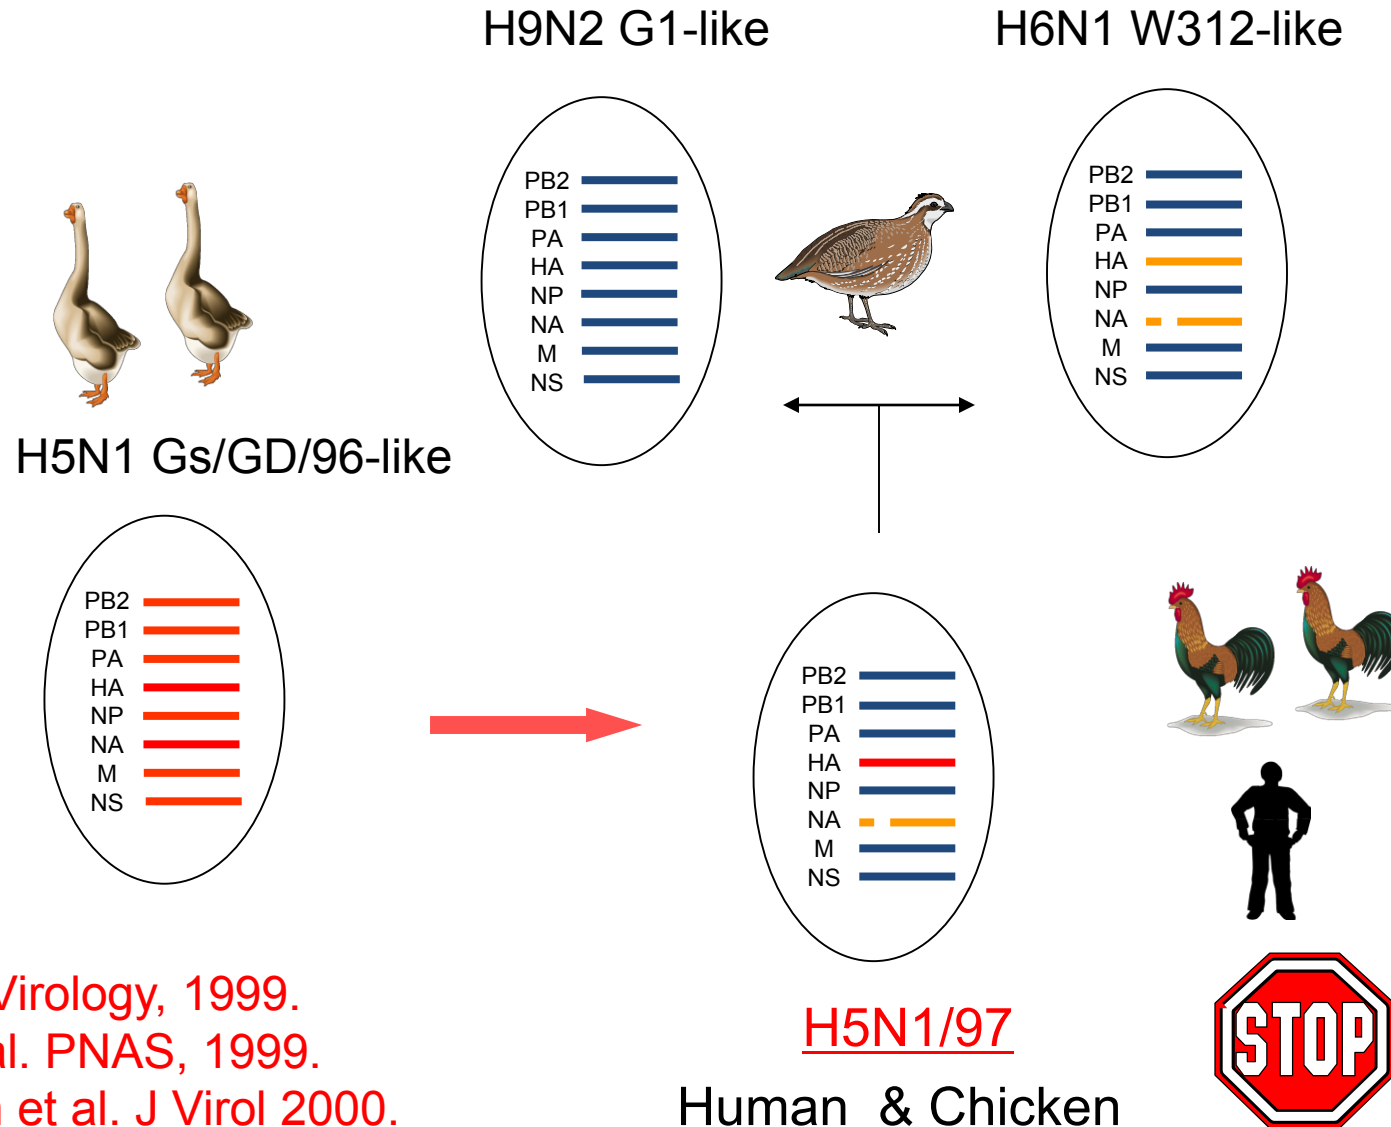 H9N2 G1-like
H6N1 W312-like
PB2
PB1
PA
HA
NP
NA
M
NS
PB2
PB1
PA
HA
NP
NA
M
NS
H5N1 Gs/GD/96-like
PB2
PB1
PA
HA
NP
NA
M
NS
PB2
PB1
PA
HA
NP
NA
M
NS
Virology, 1999.
al. PNAS, 1999.
et al. J Virol 2000.
H5N1/97
Human & Chicken
STOP